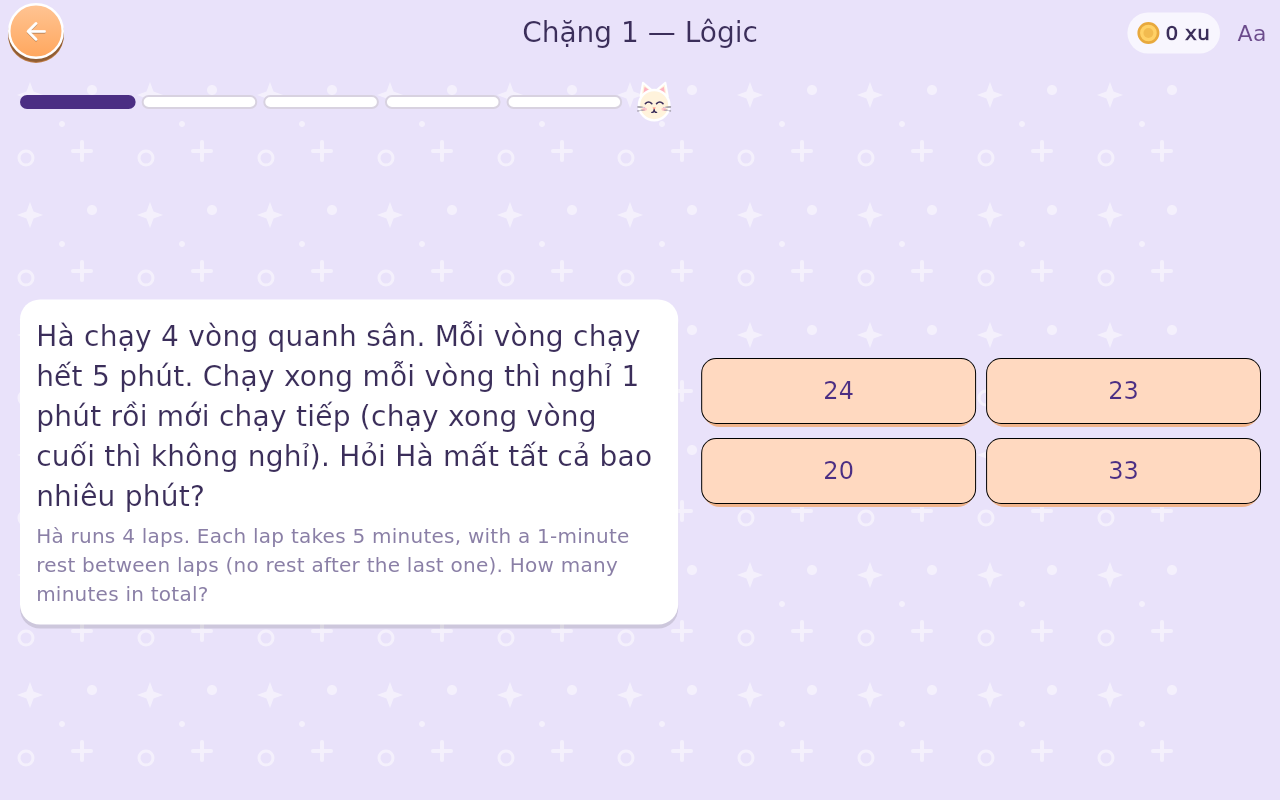 Chặng 1 — Lôgic
0 xu
Aa
Hà chạy 4 vòng quanh sân. Mỗi vòng chạy
hết 5 phút. Chạy xong mỗi vòng thì nghỉ 1
phút rồi mới chạy tiếp (chạy xong vòng
cuối thì không nghỉ). Hỏi Hà mất tất cả bao
nhiêu phút?
Hà runs 4 laps. Each lap takes 5 minutes, with a 1-minute
rest between laps (no rest after the last one). How many
minutes in total?
24
23
20
33